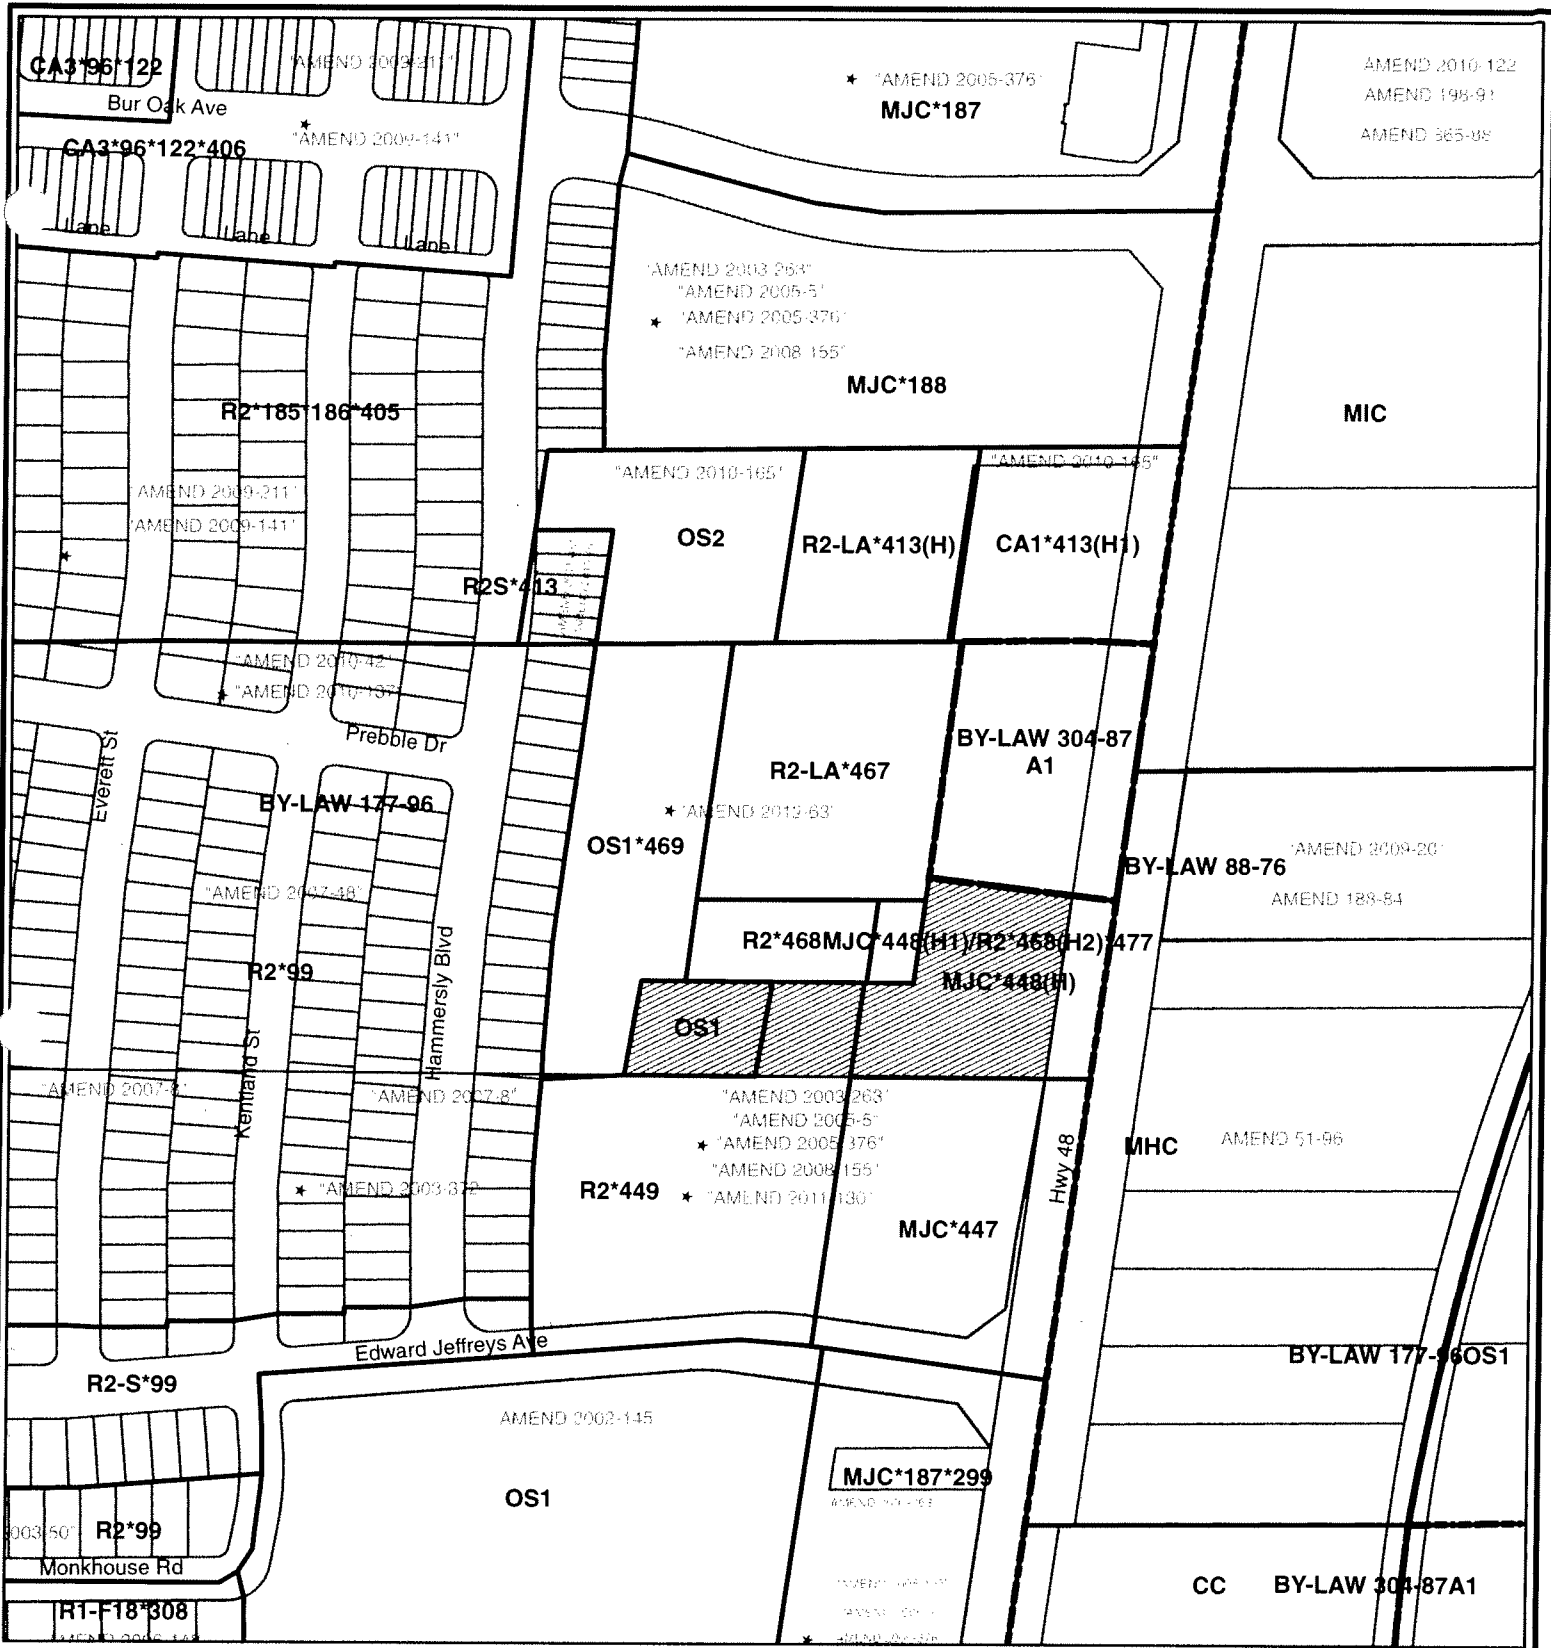 CA3*96*122
"AMEND 2009-211"
Bur Oak Ave
CA3*96*122*406
"AMEND 2009-141"
Lane
Lane
Lane
"AMEND 2005-376"
MJC*187
AMEND 2010-122
AMEND 198-91
AMEND 365-88
"AMEND 2003-263"
"AMEND 2005-5"
"AMEND 2005-376"
"AMEND 2008-155"
MJC*188
MIC
R2*185*186*405
"AMEND 2009-211"
"AMEND 2009-141"
"AMEND 2010-165"
"AMEND 2010-165"
OS2
R2-LA*413(H)
CA1*413(H1)
R2S*413
"AMEND 2010-42"
"AMEND 2010-137"
Prebble Dr
Everett St
BY-LAW 177-96
BY-LAW 304-87
A1
R2-LA*467
"AMEND 2012-63"
OS1*469
BY-LAW 88-76
"AMEND 2009-20"
AMEND 188-84
"AMEND 2007-48"
R2*468MJC*448(H1)/R2*468(H2)*477
MJC*448(H)
R2*99
Hammersly Blvd
OS1
Kentland St
"AMEND 2007-8"
"AMEND 2007-8"
"AMEND 2003-263"
"AMEND 2005-5"
"AMEND 2005-376"
"AMEND 2008-155"
"AMEND 2011-130"
"AMEND 2003-372
R2*449
MJC*447
Hwy 48
MHC
AMEND 51-96
Edward Jeffreys Ave
BY-LAW 177-96OS1
R2-S*99
AMEND 2002-145
MJC*187*299
OS1
003-50"
R2*99
Monkhouse Rd
R1-F18*308
CC
BY-LAW 304-87A1